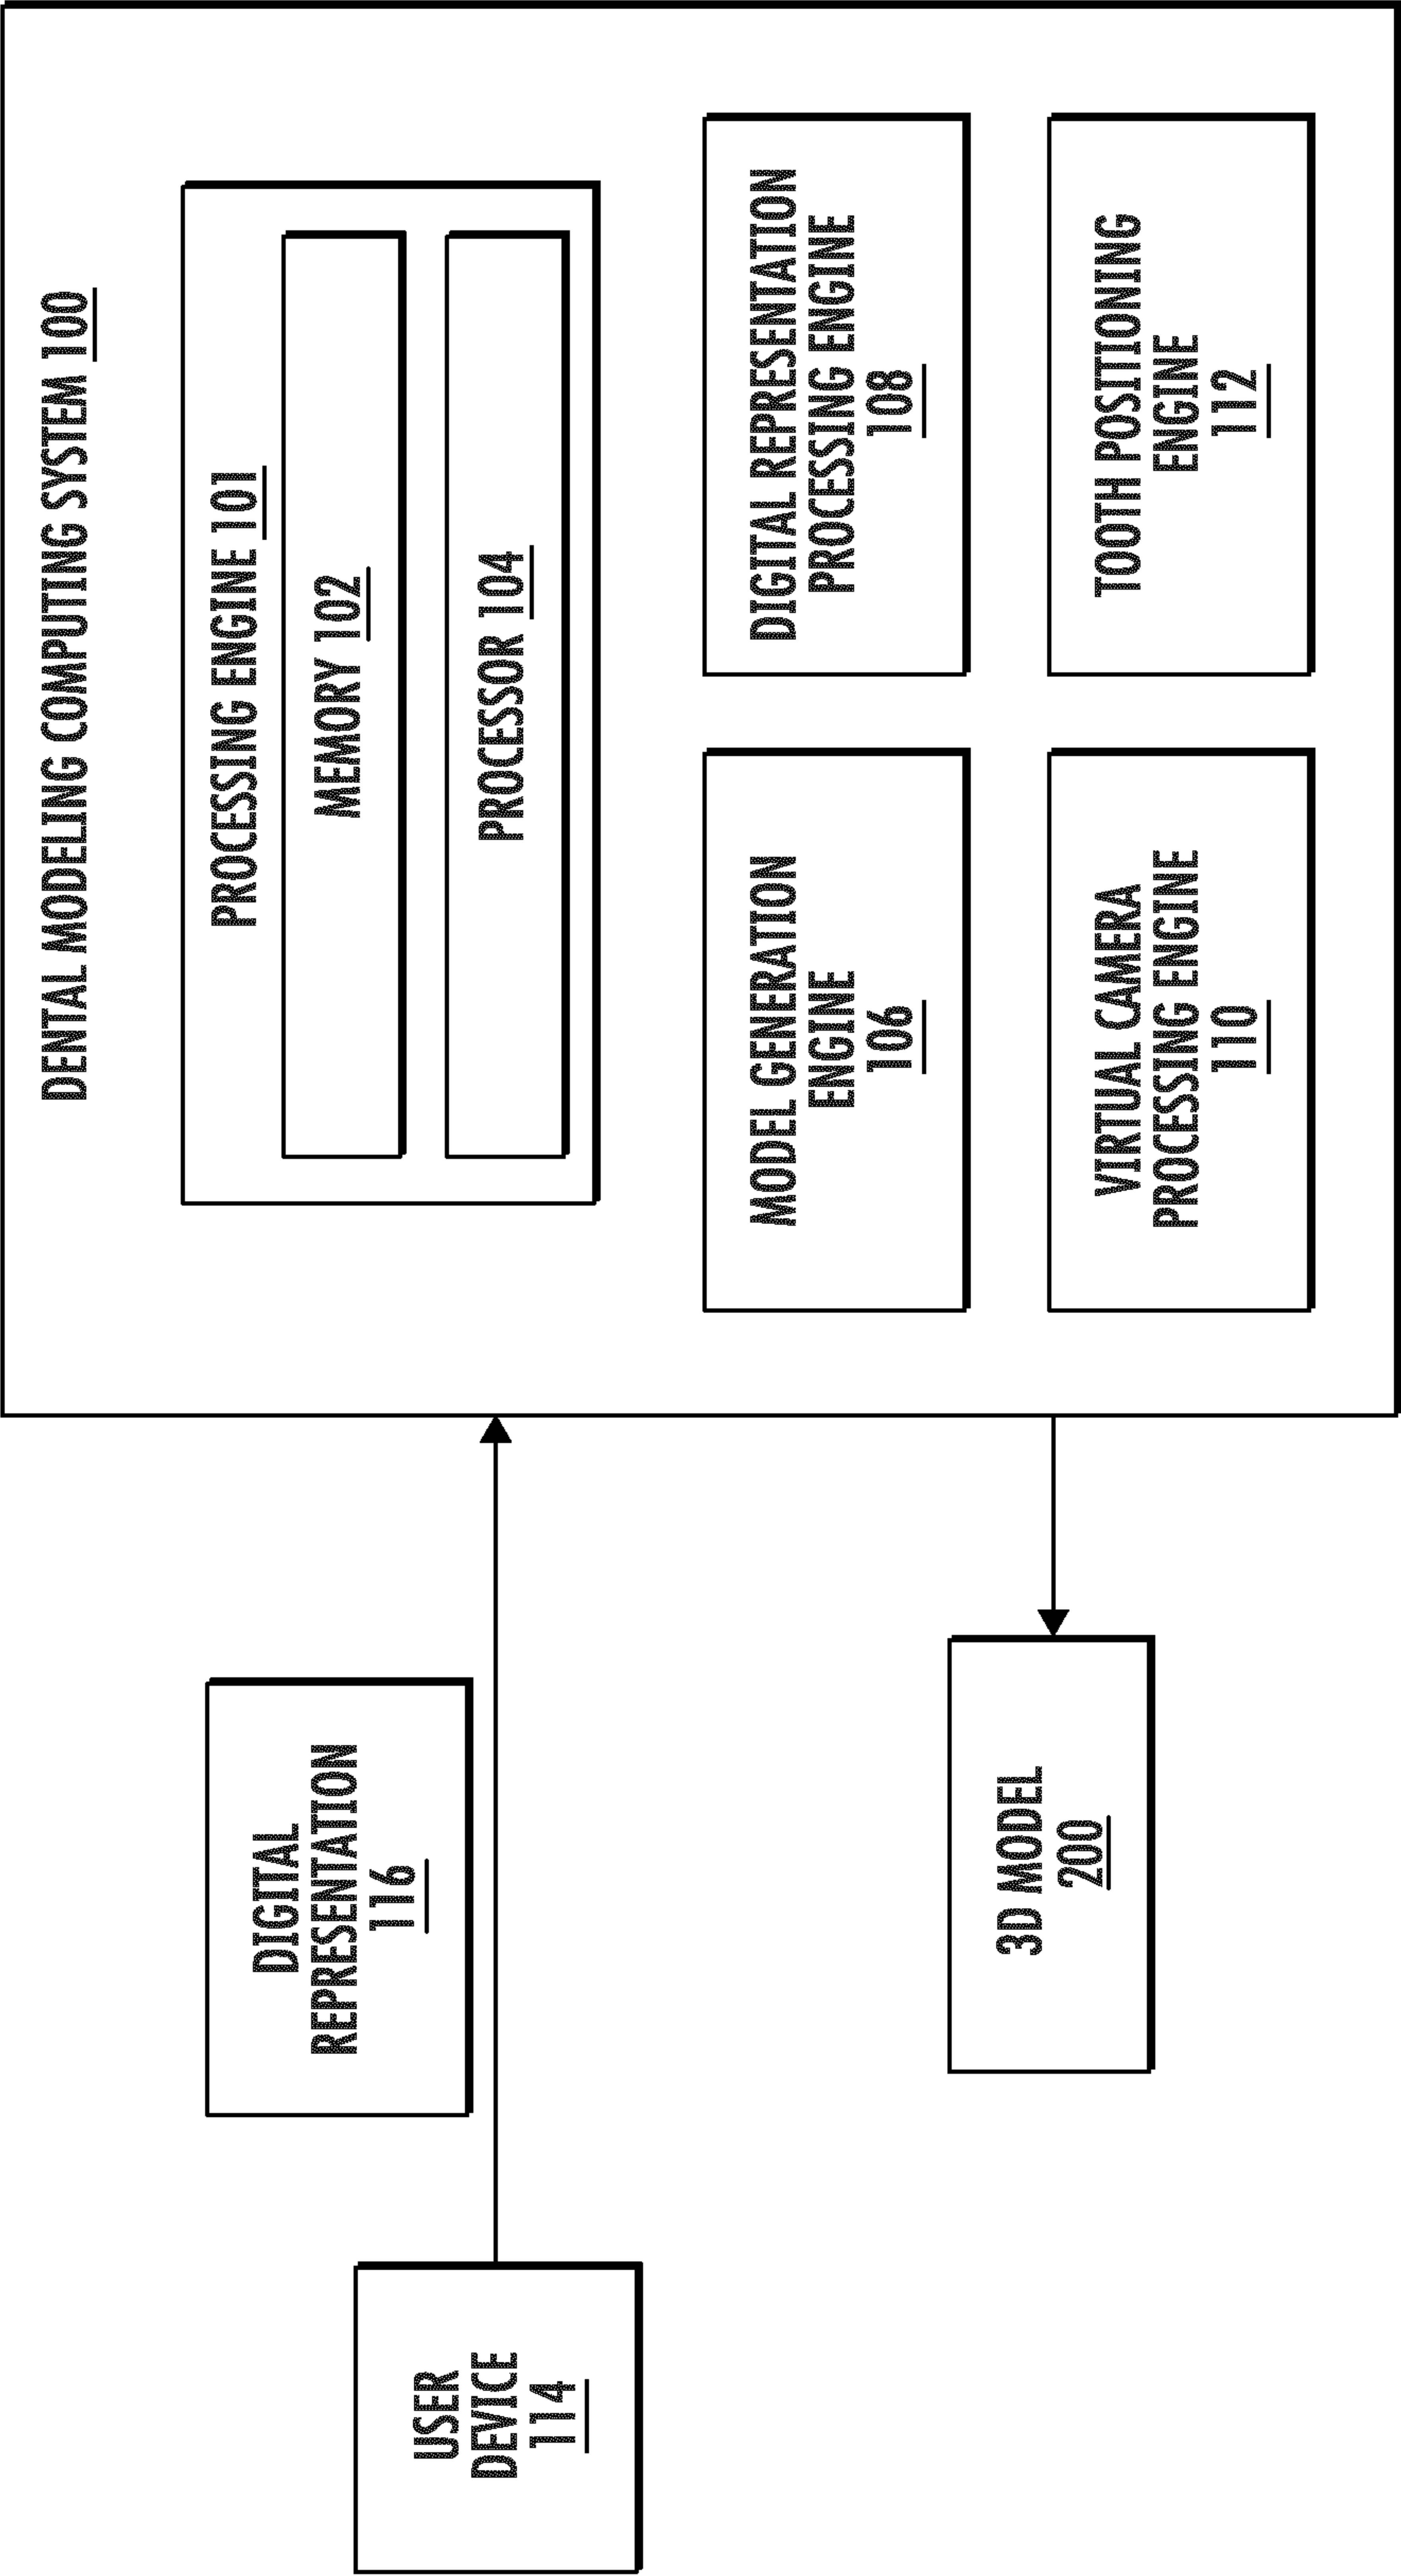 DENTAL MODELING COMPUTING SYSTEM 100
PROCESSING ENGINE 101
MEMORY 102
PROCESSOR 104
MODEL GENERATION
ENGINE
106
DIGITAL REPRESENTATION
PROCESSING ENGINE
108
VIRTUAL CAMERA
PROCESSING ENGINE
110
TOOTH POSITIONING
ENGINE
112
DIGITAL
REPRESENTATION
116
USER
DEVICE
114
3D MODEL
200